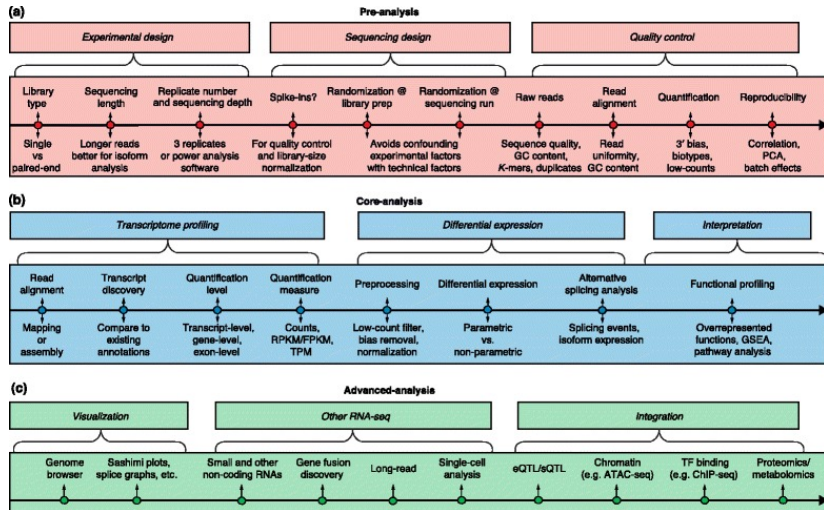 (a)
Pre-analysis
Experimental design
Sequencing design
Quality control
Library
type
Sequencing
length
Replicate number
and sequencing depth
Spike-ins?
Randomization @
library prep
Randomization @
sequencing run
Raw reads
Read
alignment
Quantification
Reproducibility
Single
vs
paired-end
Longer reads
better for isoform
analysis
3 replicates
or power analysis
software
For quality control
and library-size
normalization
Avoids confounding
experimental factors
with technical factors
Sequence quality,
GC content,
K-mers, duplicates
Read
uniformity,
GC content
3' bias,
biotypes,
low-counts
Correlation,
PCA,
batch effects
(b)
Core-analysis
Transcriptome profiling
Differential expression
Interpretation
Read
alignment
Transcript
discovery
Quantification
level
Quantification
measure
Preprocessing
Differential expression
Alternative
splicing analysis
Functional profiling
Mapping
or
assembly
Compare to
existing
annotations
Transcript-level,
gene-level,
exon-level
Counts,
RPKM/FPKM,
TPM
Low-count filter,
bias removal,
normalization
Parametric
vs.
non-parametric
Splicing events,
isoform expression
Overrepresented
functions, GSEA,
pathway analysis
(c)
Advanced-analysis
Visualization
Other RNA-seq
Integration
Genome
browser
Sashimi plots,
splice graphs, etc.
Small and other
non-coding RNAs
Gene fusion
discovery
Long-read
Single-cell
analysis
eQTL/sQTL
Chromatin
(e.g. ATAC-seq)
TF binding
(e.g. ChIP-seq)
Proteomics/
metabolomics